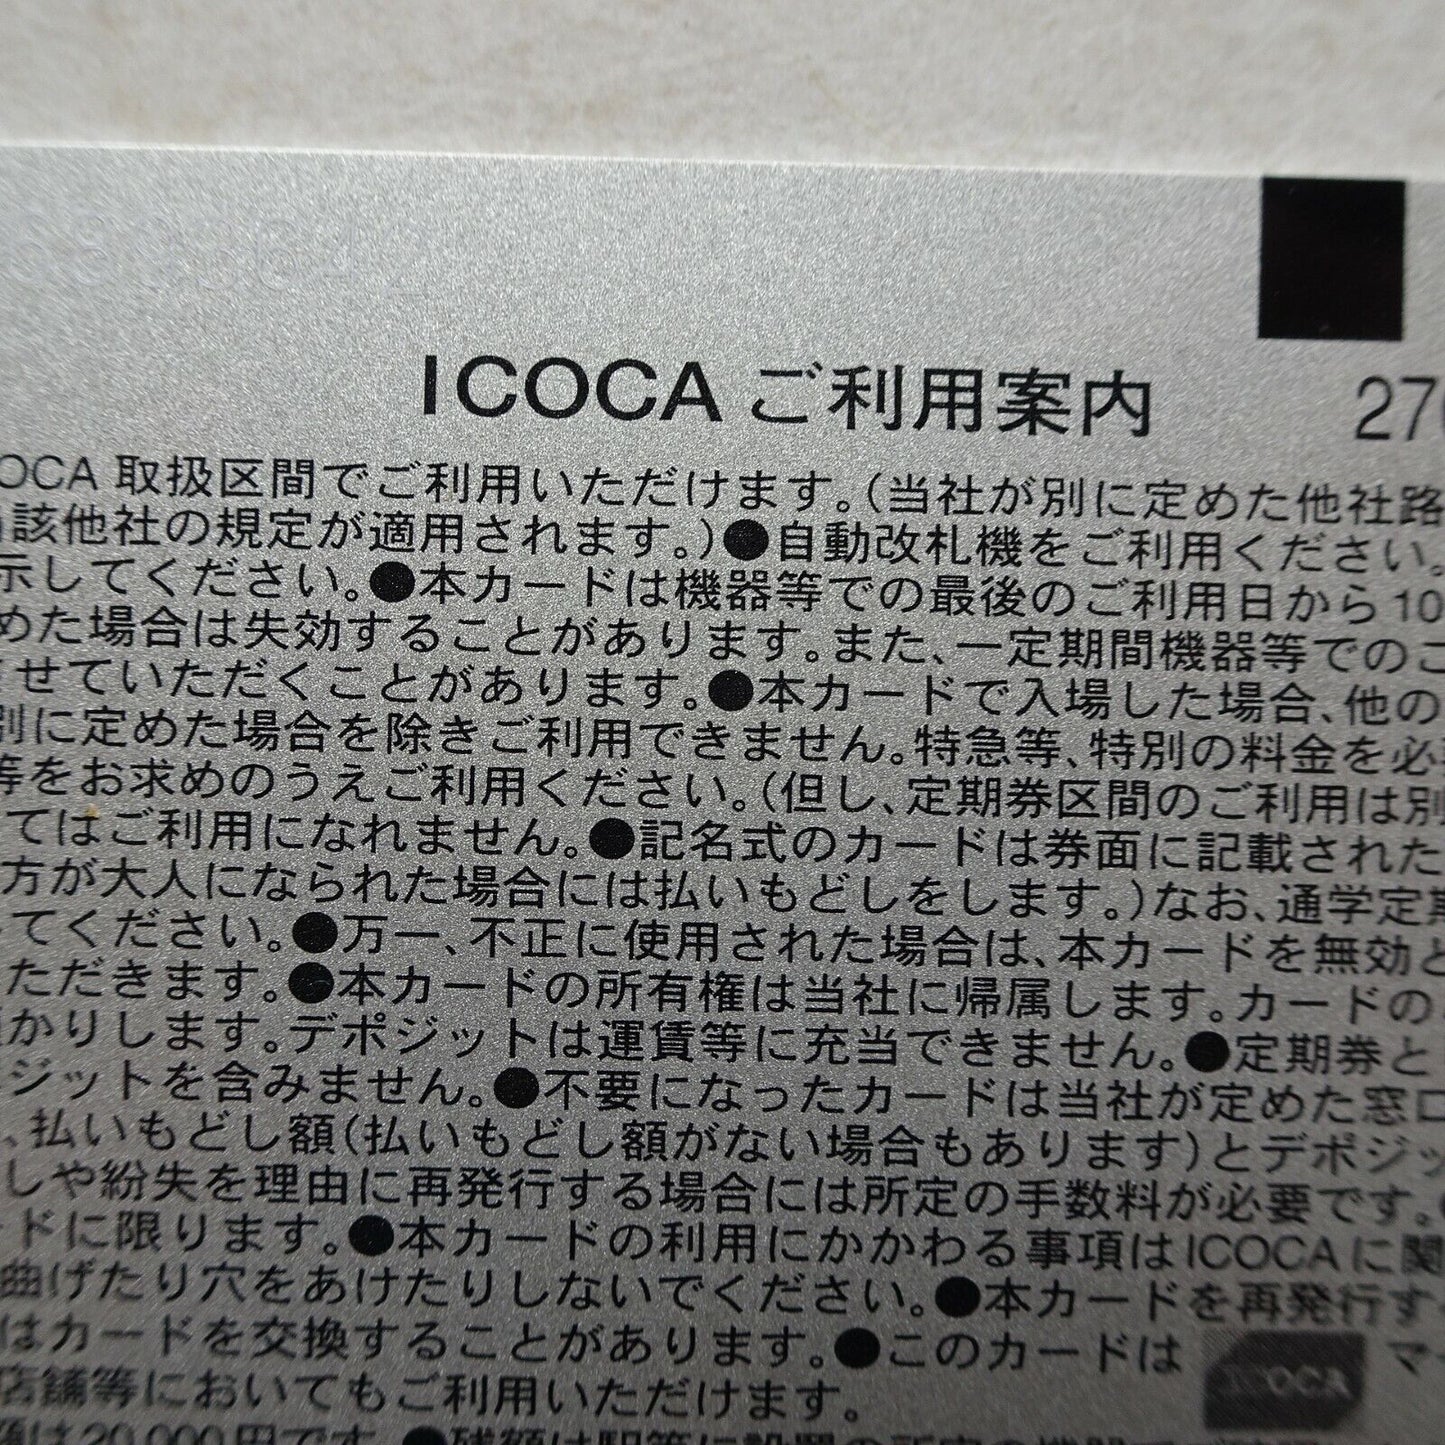 ICOCA ご利用案内
OCA 取扱区間でご利用いただけます。(当社が別に定めた他社路
該他社の規定が適用されます。)●自動改札機をご利用ください。
示してください。●本カードは機器等での最後のご利用日から10
めた場合は失効することがあります。また、一定期間機器等でのご
せていただくことがあります。●本カードで入場した場合、他の
別に定めた場合を除きご利用できません。特急等、特別の料金を必
等をお求めのうえご利用ください。(但し、定期券区間のご利用は別
てはご利用になれません。●記名式のカードは券面に記載された
方が大人になられた場合には払いもどしをします。)なお、通学定期
てください。●万一、不正に使用された場合は、本カードを無効と
ただきます。●本カードの所有権は当社に帰属します。カードの
かりします。デポジットは運賃等に充当できません。●定期券と
ジットを含みません。●不要になったカードは当社が定めた窓口
、払いもどし額(払いもどし額がない場合もあります)とデポジッ
しや紛失を理由に再発行する場合には所定の手数料が必要です。
ードに限ります。●本カードの利用にかかわる事項はICOCAに関
曲げたり穴をあけたりしないでください。●本カードを再発行す
はカードを交換することがあります。●このカードは ICOCA マー
店舗等においてもご利用いただけます。
は20,000円です。